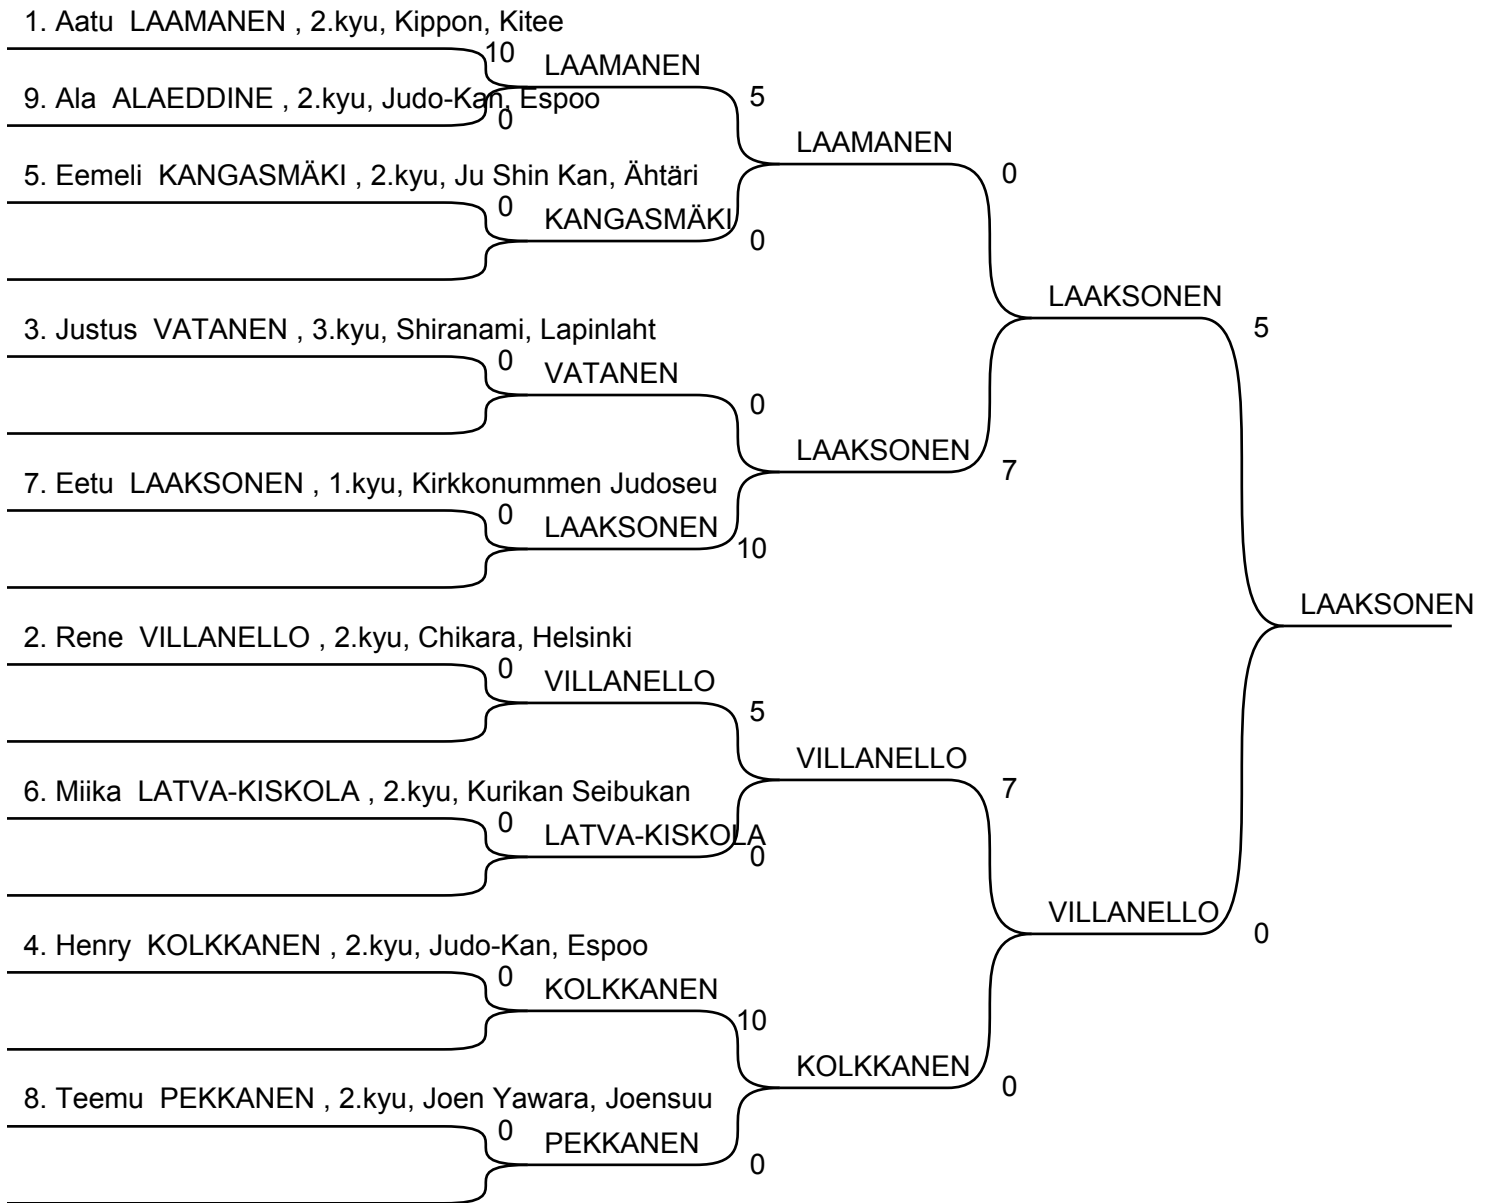 1. Aatu  LAAMANEN , 2.kyu, Kippon, Kitee
10
LAAMANEN
9. Ala  ALAEDDINE , 2.kyu, Judo-Kan, Espoo
0
5
LAAMANEN
5. Eemeli  KANGASMÄKI , 2.kyu, Ju Shin Kan, Ähtäri
0
0
KANGASMÄKI
0
LAAKSONEN
5
3. Justus  VATANEN , 3.kyu, Shiranami, Lapinlaht
0
VATANEN
0
LAAKSONEN
7
7. Eetu  LAAKSONEN , 1.kyu, Kirkkonummen Judoseu
0
LAAKSONEN
10
LAAKSONEN
2. Rene  VILLANELLO , 2.kyu, Chikara, Helsinki
0
VILLANELLO
5
VILLANELLO
7
6. Miika  LATVA-KISKOLA , 2.kyu, Kurikan Seibukan
0
LATVA-KISKOLA
0
VILLANELLO
0
4. Henry  KOLKKANEN , 2.kyu, Judo-Kan, Espoo
0
KOLKKANEN
10
KOLKKANEN
0
8. Teemu  PEKKANEN , 2.kyu, Joen Yawara, Joensuu
0
PEKKANEN
0